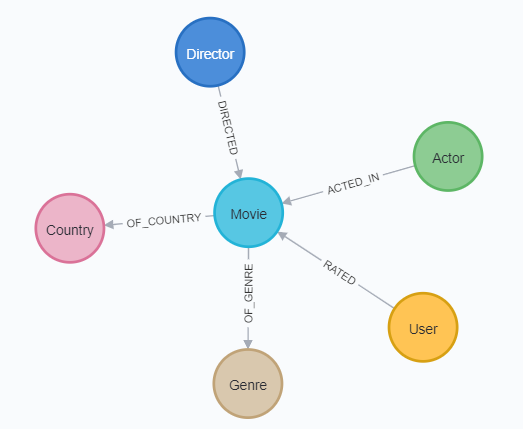 Director
DIRECTED
Actor
ACTED_IN
Movie
Country
OF_COUNTRY
RATED
OF_GENRE
User
Genre